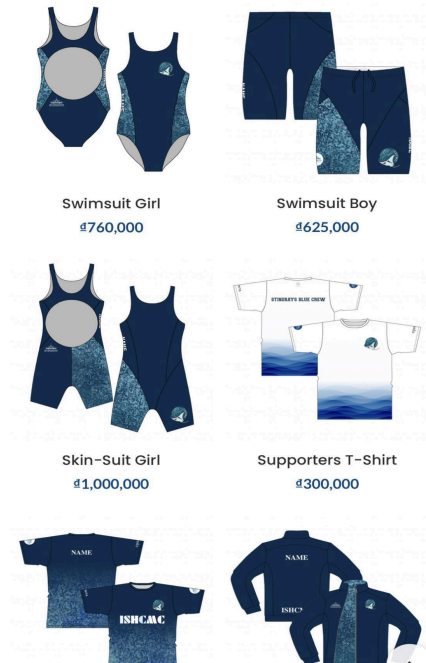 Swimsuit Girl
₫760,000
Swimsuit Boy
₫625,000
STINGRAYS BLUE CREW
Skin-Suit Girl
₫1,000,000
Supporters T-Shirt
₫300,000
NAME
ISHCMC
NAME